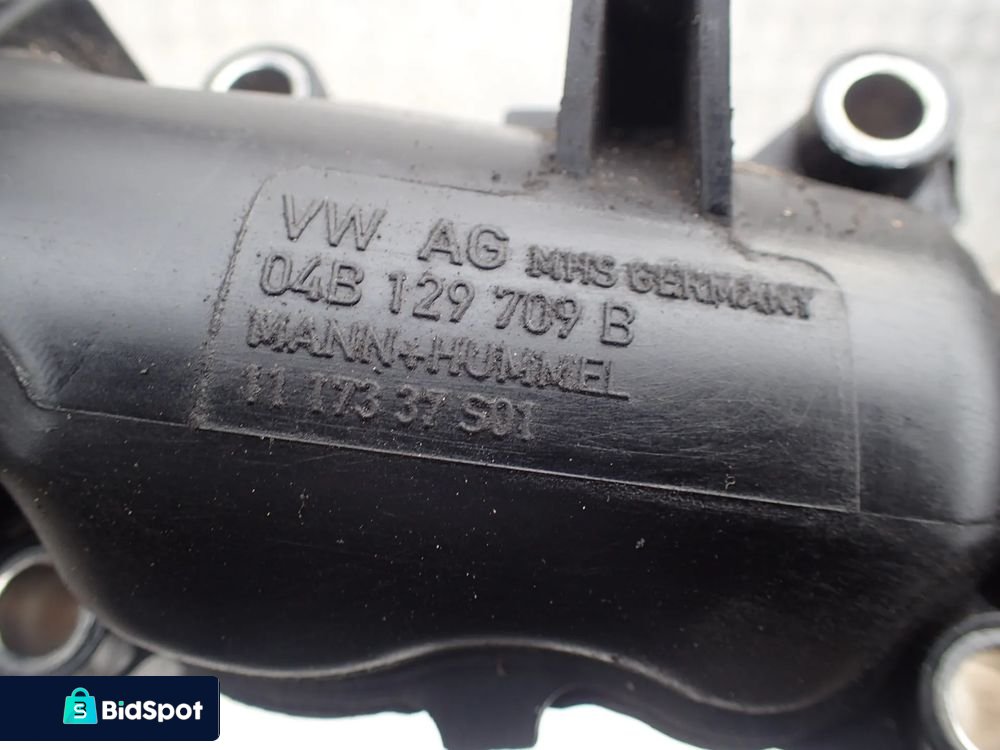 VW AG MHS GERMANY
04B 129 709 B
MANN+HUMMEL
11 173 37 S01
BidSpot